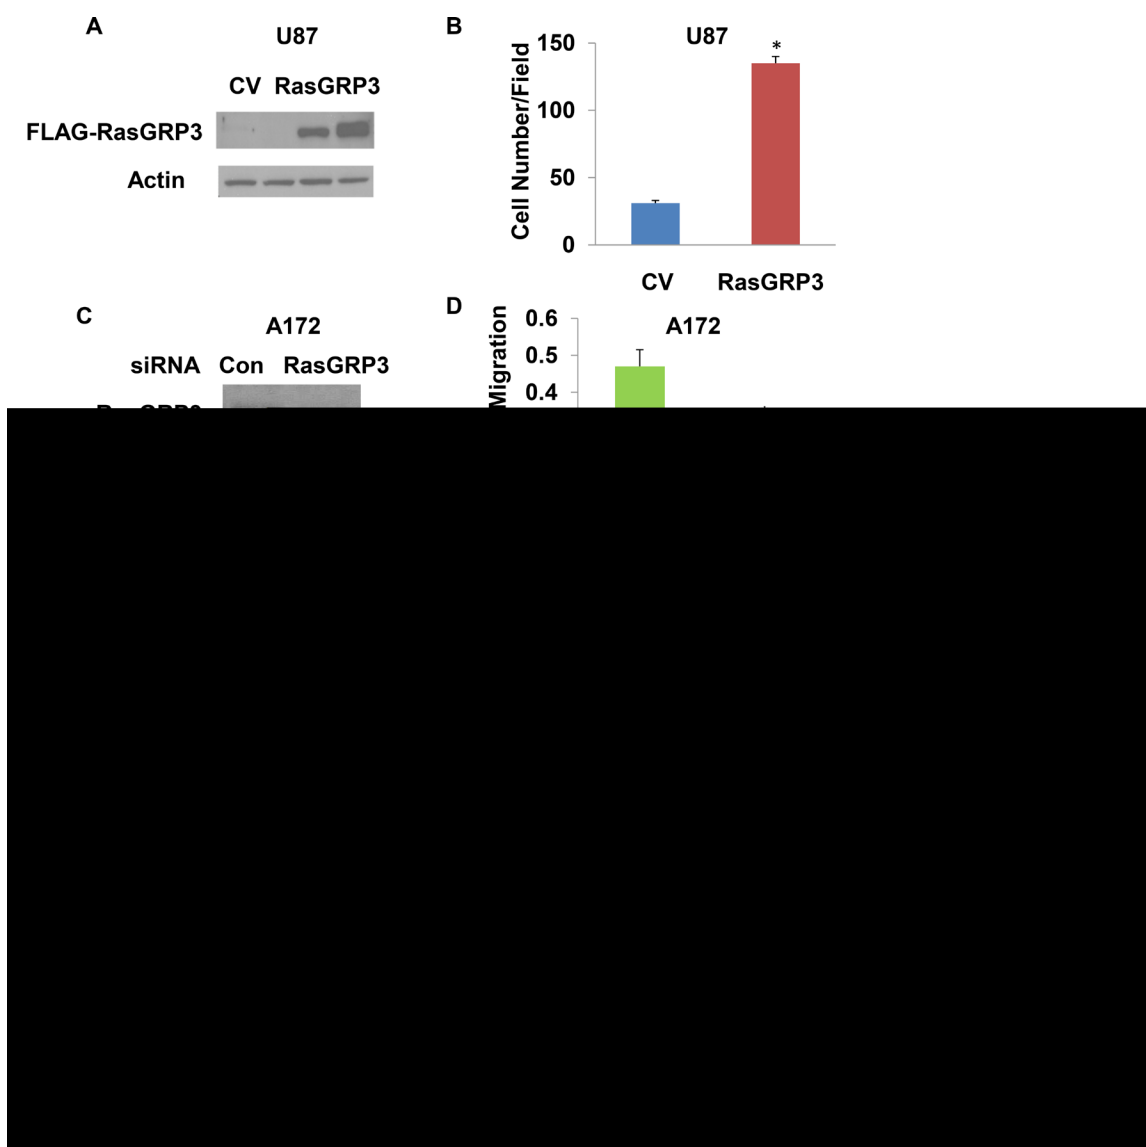 A
U87
CV RasGRP3
FLAG-RasGRP3
Actin
B
U87
*
150
100
50
0
Cell Number/Field
CV RasGRP3
C
A172
siRNA Con RasGRP3
D
A172
0.6
0.5
0.4
Migration